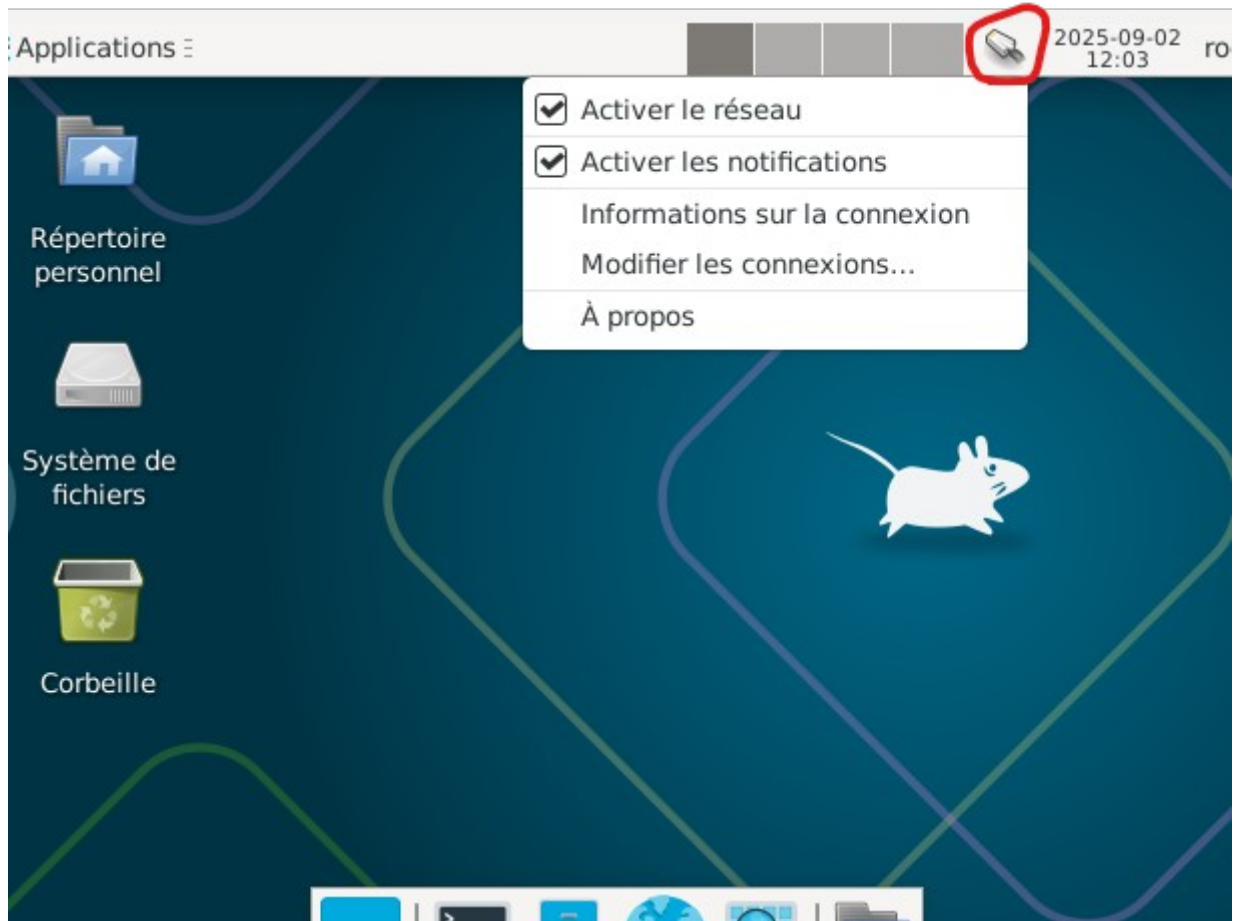 Applications
2025-09-02
12:03
ro
Activer le réseau
Activer les notifications
Informations sur la connexion
Modifier les connexions...
À propos
Répertoire
personnel
Système de
fichiers
Corbeille